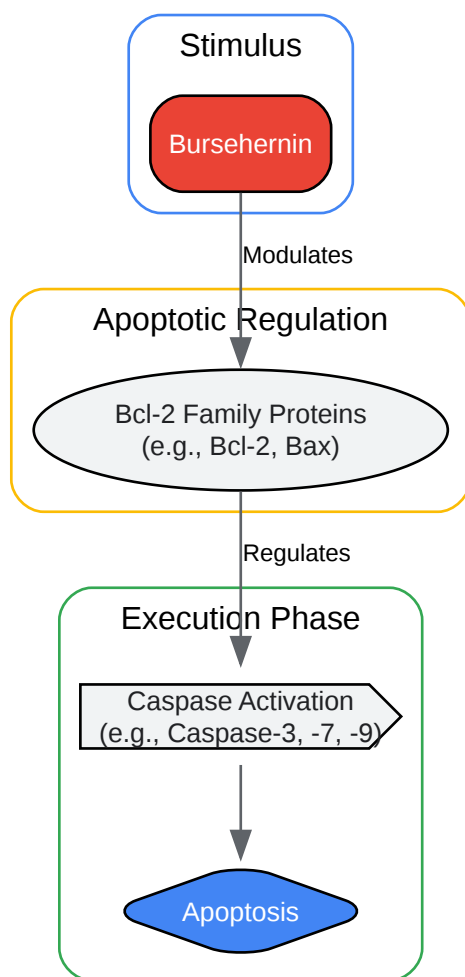 Stimulus
Bursehernin
Modulates
Apoptotic Regulation
Bcl-2 Family Proteins
(e.g., Bcl-2, Bax)
Regulates
Execution Phase
Caspase Activation
(e.g., Caspase-3, -7, -9)
Apoptosis